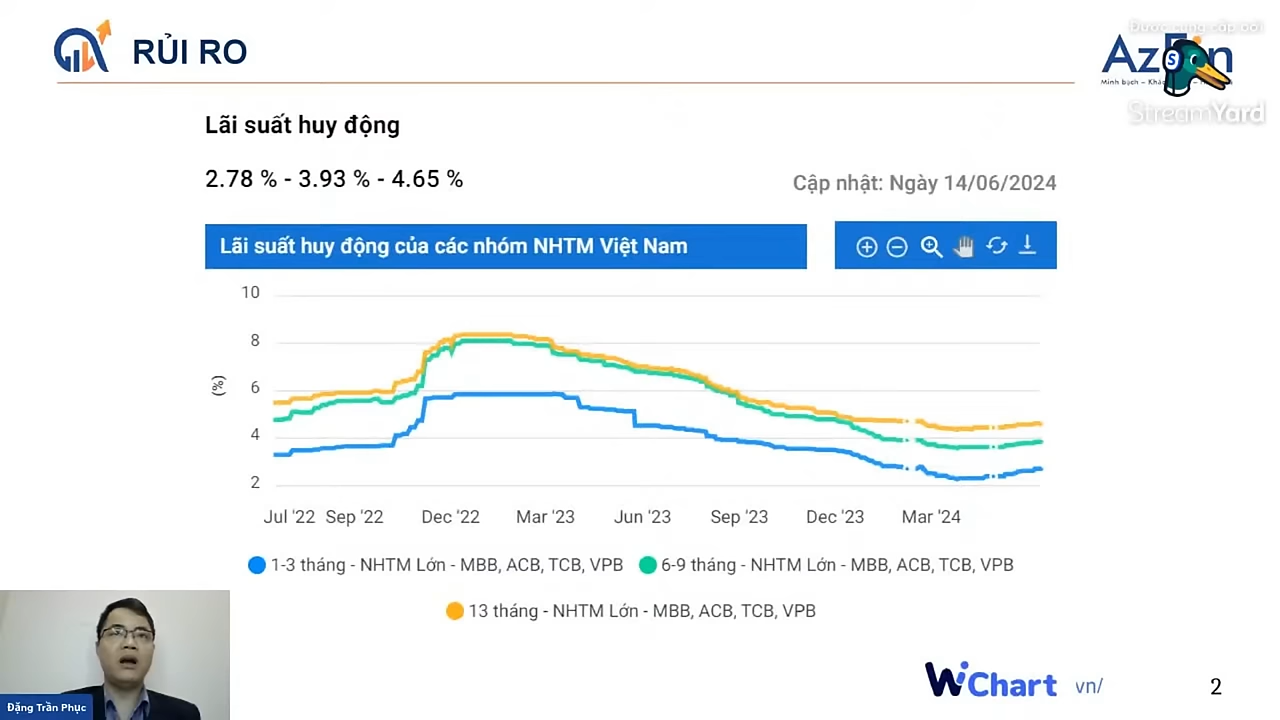 RỦI RO
Được cung cấp bởi
StreamYard
Lãi suất huy động
2.78 % - 3.93 % - 4.65 %
Cập nhật: Ngày 14/06/2024
Lãi suất huy động của các nhóm NHTM Việt Nam
10
8
6
4
2
(%)
Jul '22 Sep '22 Dec '22 Mar '23 Jun '23 Sep '23 Dec '23 Mar '24
1-3 tháng - NHTM Lớn - MBB, ACB, TCB, VPB 6-9 tháng - NHTM Lớn - MBB, ACB, TCB, VPB
13 tháng - NHTM Lớn - MBB, ACB, TCB, VPB
Đặng Trần Phục
WiChart vn/
2